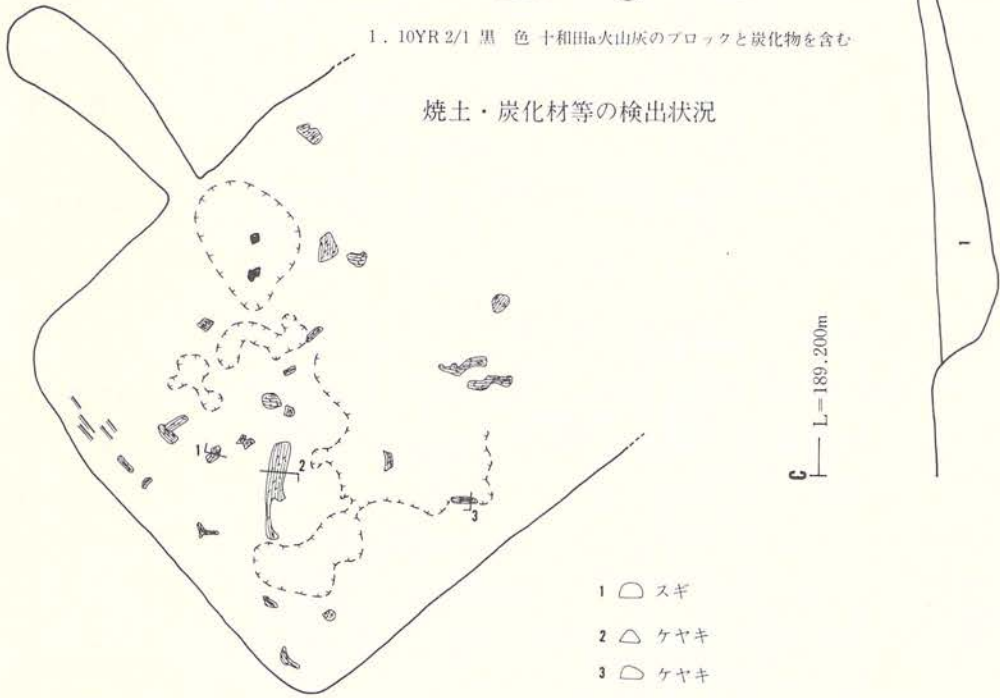 1. 10YR 2/1 黒　色 十和田a火山灰のブロックと炭化物を含む
焼土・炭化材等の検出状況
1
1
2
3
L=189.200m
C
1 スギ
2 ケヤキ
3 ケヤキ